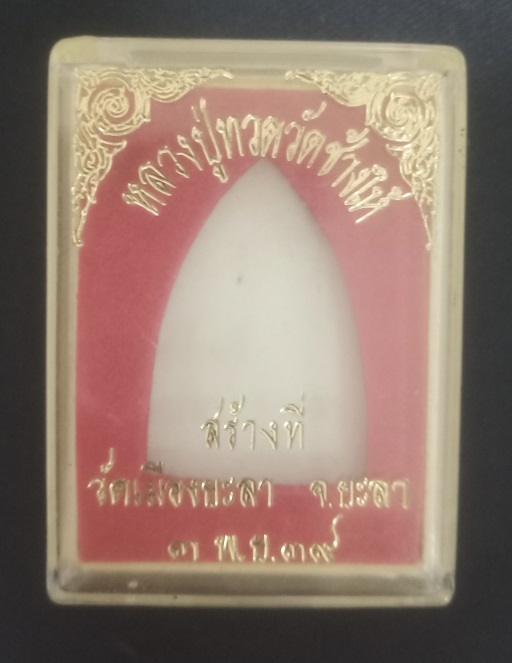 หลวงปู่ทวดวัดช้างให้
สร้างที่
วัดเมืองยะลา จ.ยะลา
๓ พ.ย.๓๙